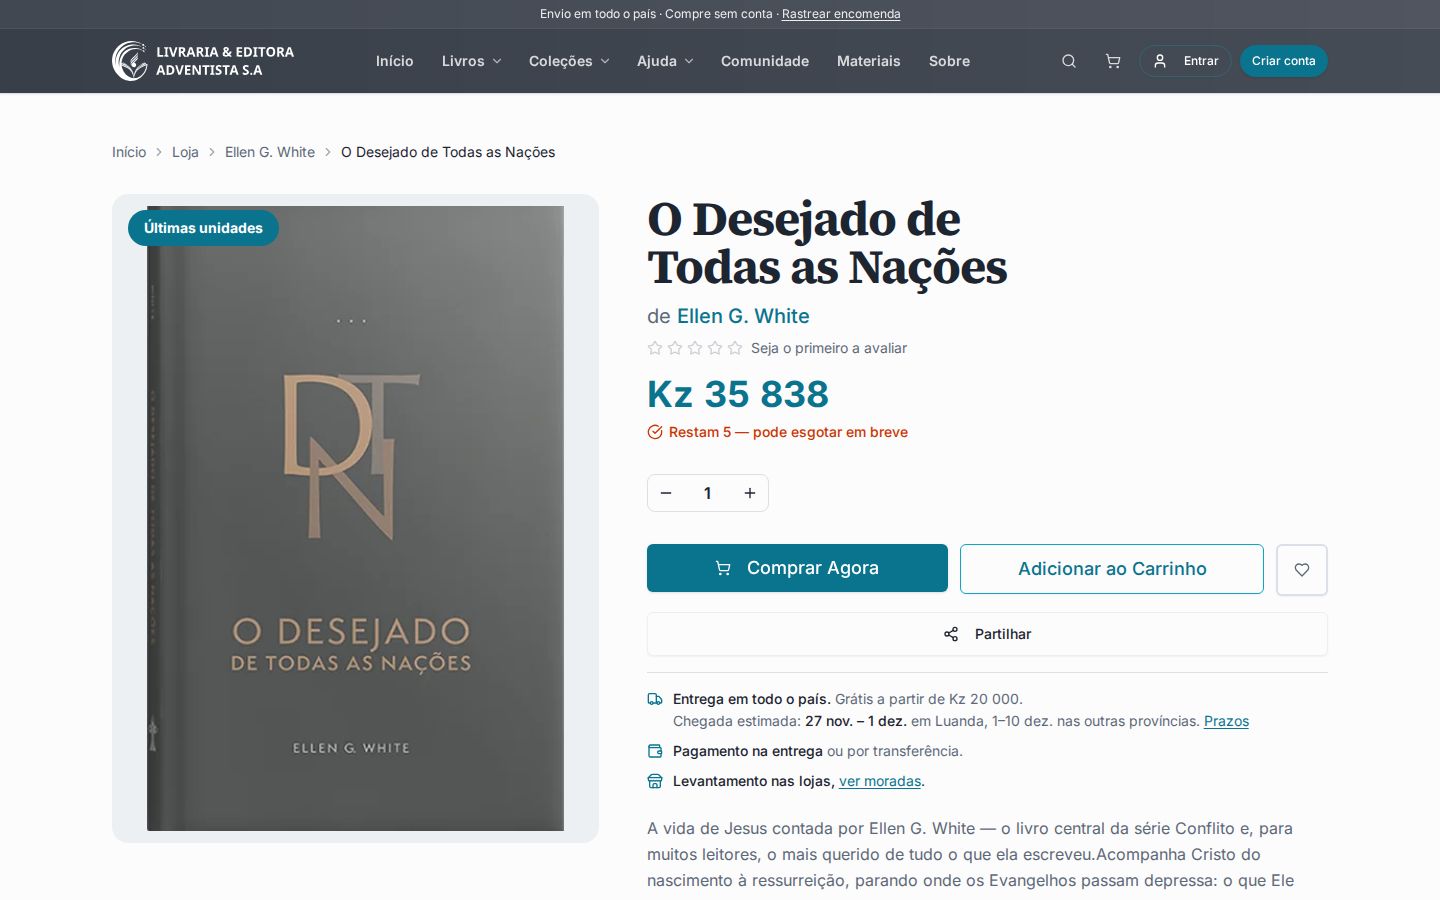 Envio em todo o país · Compre sem conta · Rastrear encomenda
LIVRARIA & EDITORA
ADVENTISTA S.A
Início
Livros
Coleções
Ajuda
Comunidade
Materiais
Sobre
Entrar
Criar conta
Início > Loja > Ellen G. White > O Desejado de Todas as Nações
Últimas unidades
DTN
O DESEJADO
DE TODAS AS NAÇÕES
ELLEN G. WHITE
O Desejado de
Todas as Nações
de Ellen G. White
Seja o primeiro a avaliar
Kz 35 838
Restam 5 — pode esgotar em breve
− 1 +
Comprar Agora
Adicionar ao Carrinho
Partilhar
Entrega em todo o país. Grátis a partir de Kz 20 000.
Chegada estimada: 27 nov. – 1 dez. em Luanda, 1–10 dez. nas outras províncias. Prazos
Pagamento na entrega ou por transferência.
Levantamento nas lojas, ver moradas.
A vida de Jesus contada por Ellen G. White — o livro central da série Conflito e, para
muitos leitores, o mais querido de tudo o que ela escreveu.Acompanha Cristo do
nascimento à ressurreição, parando onde os Evangelhos passam depressa: o que Ele